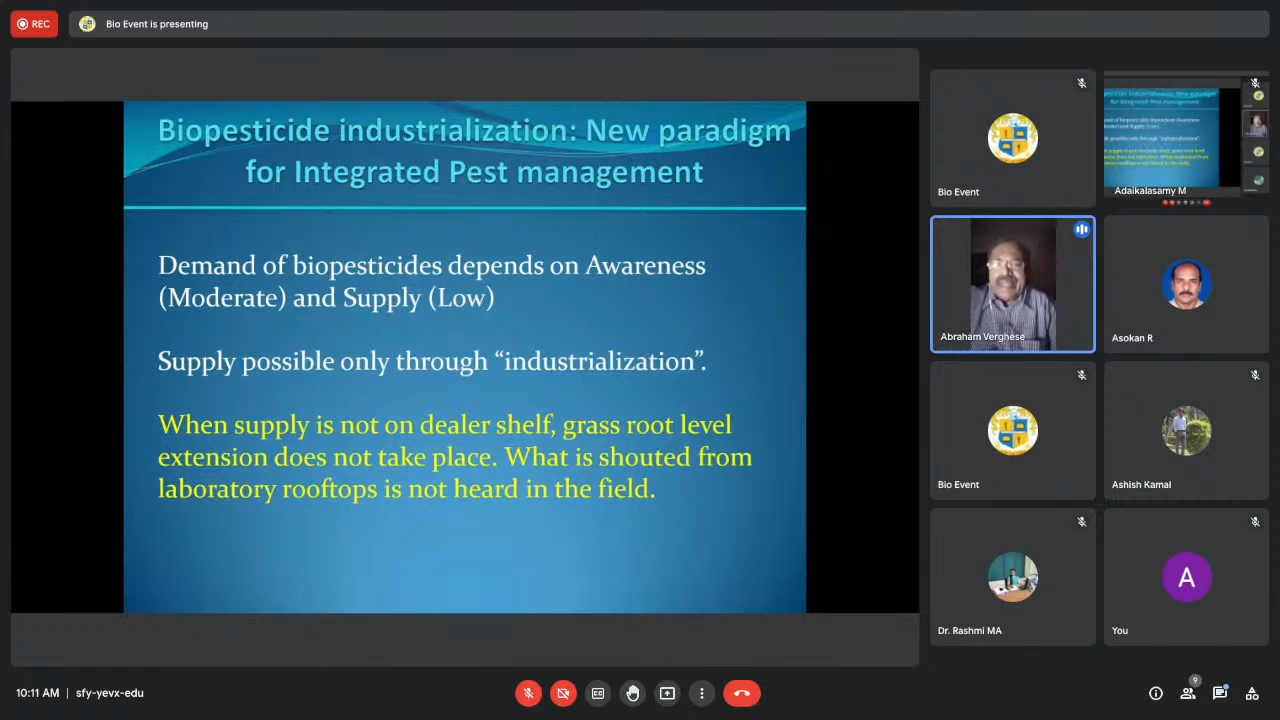 REC
Bio Event is presenting
Biopesticide industrialization: New paradigm
for Integrated Pest management
Demand of biopesticides depends on Awareness
(Moderate) and Supply (Low)
Supply possible only through “industrialization”.
When supply is not on dealer shelf, grass root level
extension does not take place. What is shouted from
laboratory rooftops is not heard in the field.
Bio Event
Adaikalasamy M
Abraham Verghese
Asokan R
Bio Event
Ashish Kamal
Dr. Rashmi MA
A
You
10:11 AM | sfy-yevx-edu
9